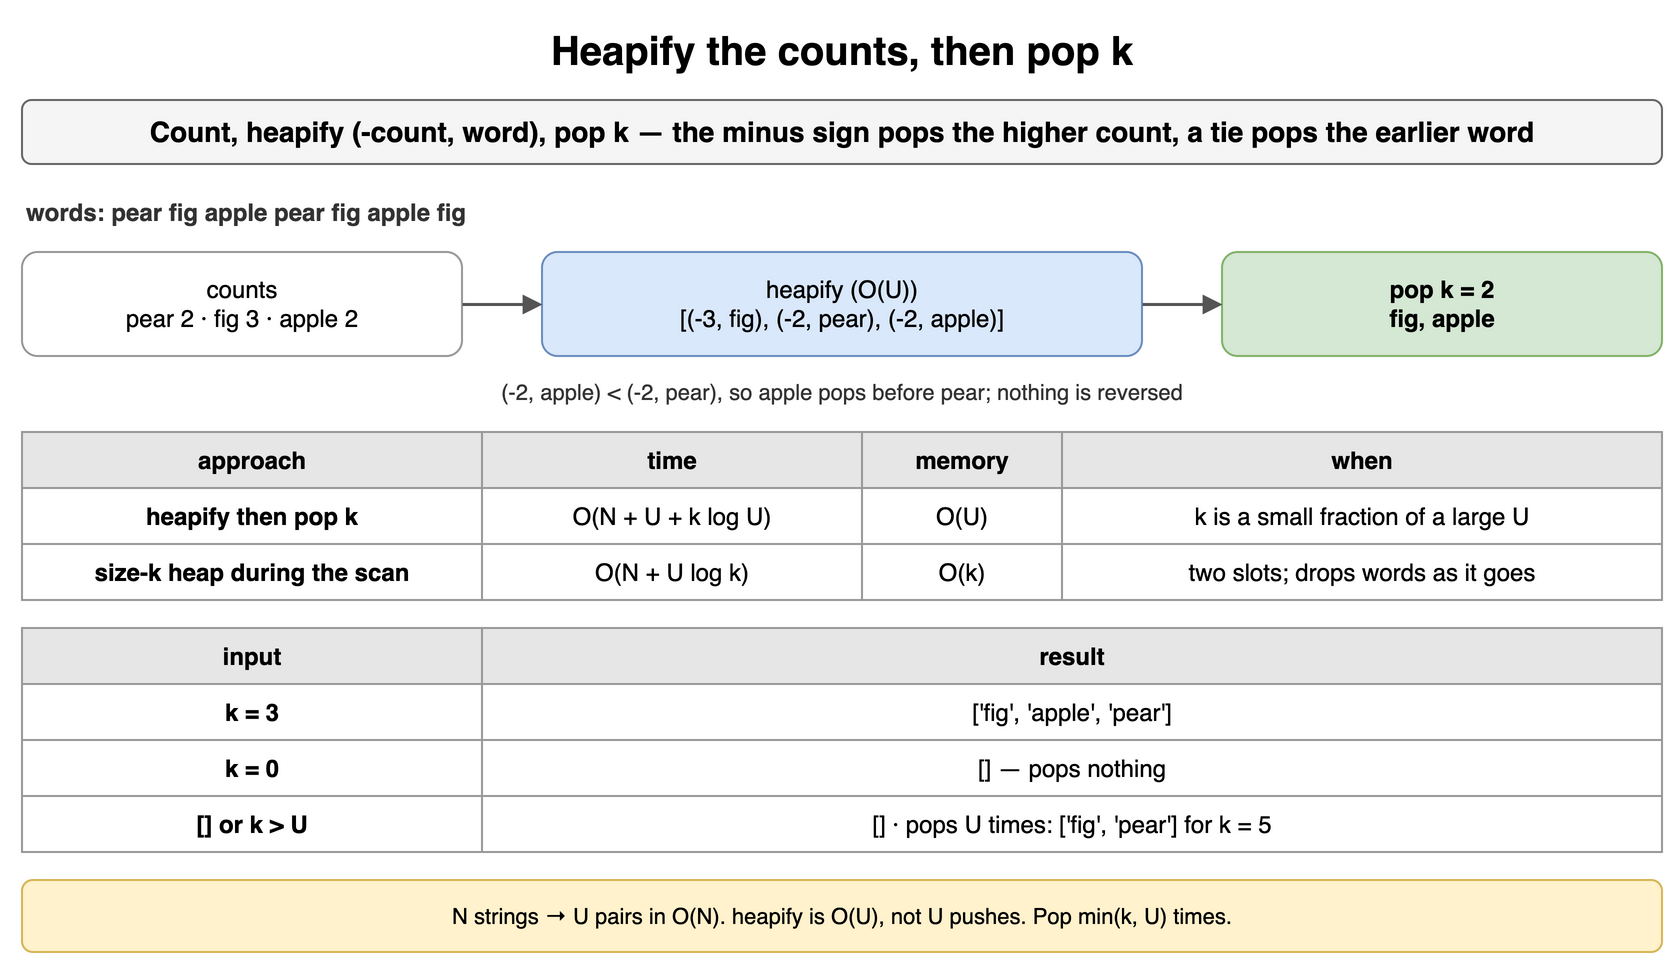 Heapify the counts, then pop k
Count, heapify (-count, word), pop k — the minus sign pops the higher count, a tie pops the earlier word
words: pear fig apple pear fig apple fig
counts
pear 2 · fig 3 · apple 2
heapify (O(U))
[(-3, fig), (-2, pear), (-2, apple)]
pop k = 2
fig, apple
(-2, apple) < (-2, pear), so apple pops before pear; nothing is reversed
approach time memory when
heapify then pop k O(N + U + k log U) O(U) k is a small fraction of a large U
size-k heap during the scan O(N + U log k) O(k) two slots; drops words as it goes
input result
k = 3 ['fig', 'apple', 'pear']
k = 0 [] — pops nothing
[] or k > U [] · pops U times: ['fig', 'pear'] for k = 5
N strings → U pairs in O(N). heapify is O(U), not U pushes. Pop min(k, U) times.